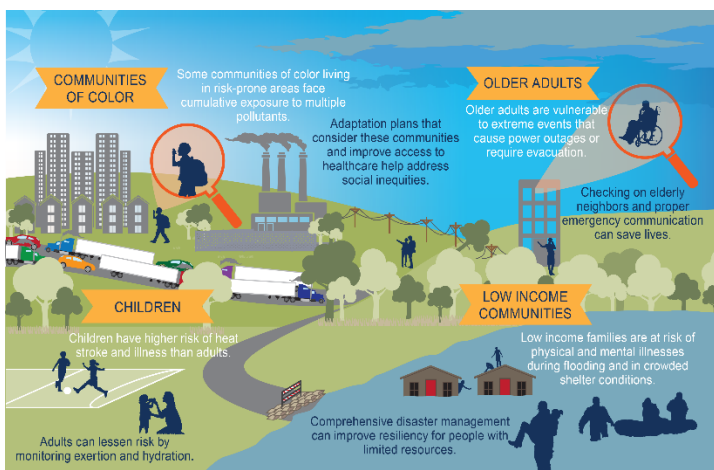 COMMUNITIES
OF COLOR
Some communities of color living
in risk-prone areas face
cumulative exposure to multiple
pollutants.
Adaptation plans that
consider these communities
and improve access to
healthcare help address
social inequities.
OLDER ADULTS
Older adults are vulnerable
to extreme events that
cause power outages or
require evacuation.
Checking on elderly
neighbors and proper
emergency communication
can save lives.
CHILDREN
Children have higher risk of heat
stroke and illness than adults.
Adults can lessen risk by
monitoring exertion and hydration.
LOW INCOME
COMMUNITIES
Low income families are at risk of
physical and mental illnesses
during flooding and in crowded
shelter conditions.
Comprehensive disaster management
can improve resiliency for people with
limited resources.